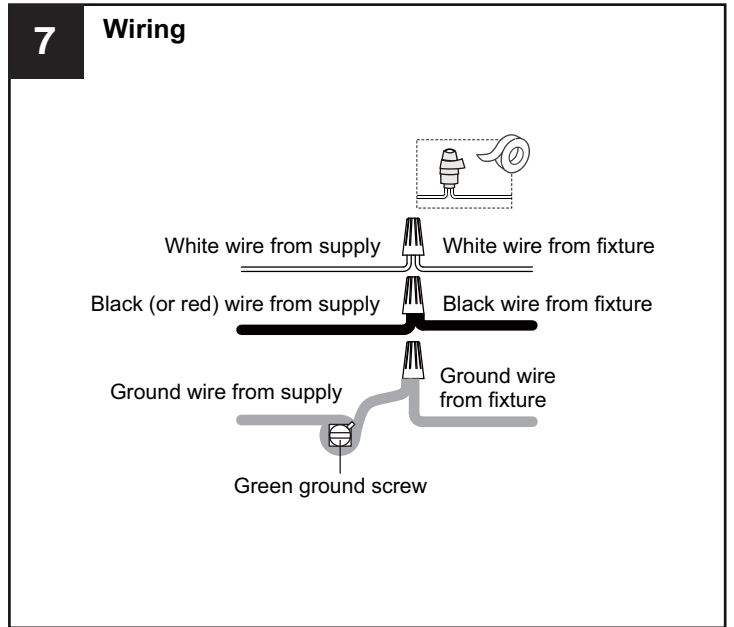 7
Wiring
White wire from supply
White wire from fixture
Black (or red) wire from supply
Black wire from fixture
Ground wire from supply
Ground wire
from fixture
Green ground screw